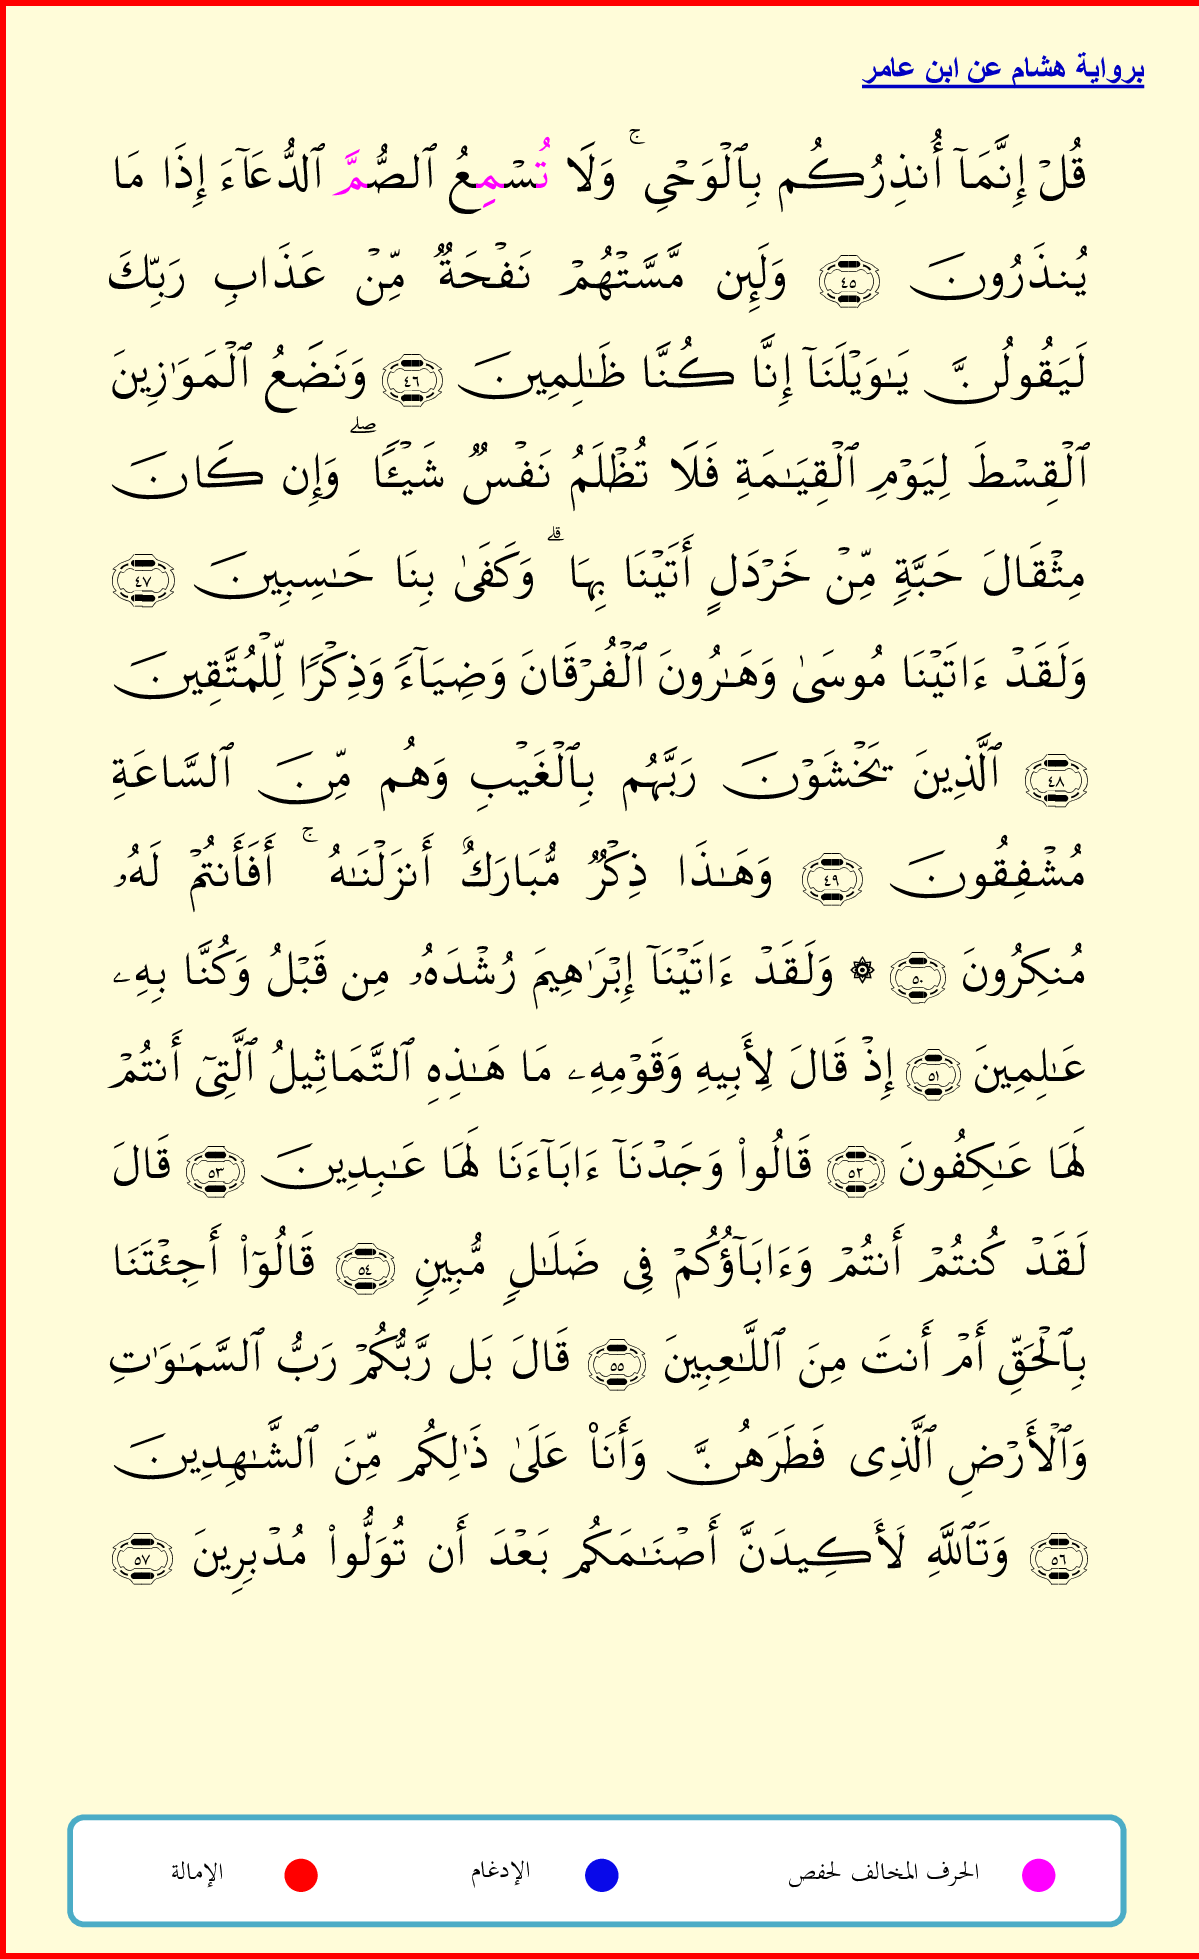 برواية هشام عن ابن عامر
قُلۡ إِنَّمَآ أُنذِرُكُم بِٱلۡوَحۡيِۚ وَلَا تُسۡمِعُ ٱلصُّمَّ ٱلدُّعَآءَ إِذَا مَا
يُنذَرُونَ ٤٥ وَلَئِن مَّسَّتۡهُمۡ نَفۡحَةٞ مِّنۡ عَذَابِ رَبِّكَ
لَيَقُولُنَّ يَٰوَيۡلَنَآ إِنَّا كُنَّا ظَٰلِمِينَ ٤٦ وَنَضَعُ ٱلۡمَوَٰزِينَ
ٱلۡقِسۡطَ لِيَوۡمِ ٱلۡقِيَٰمَةِ فَلَا تُظۡلَمُ نَفۡسٞ شَيۡـٔٗاۖ وَإِن كَانَ
مِثۡقَالَ حَبَّةٖ مِّنۡ خَرۡدَلٍ أَتَيۡنَا بِهَاۗ وَكَفَىٰ بِنَا حَٰسِبِينَ ٤٧
وَلَقَدۡ ءَاتَيۡنَا مُوسَىٰ وَهَٰرُونَ ٱلۡفُرۡقَانَ وَضِيَآءٗ وَذِكۡرٗا لِّلۡمُتَّقِينَ
٤٨ ٱلَّذِينَ يَخۡشَوۡنَ رَبَّهُم بِٱلۡغَيۡبِ وَهُم مِّنَ ٱلسَّاعَةِ
مُشۡفِقُونَ ٤٩ وَهَٰذَا ذِكۡرٞ مُّبَارَكٌ أَنزَلۡنَٰهُۚ أَفَأَنتُمۡ لَهُۥ
مُنكِرُونَ ٥٠ ۞ وَلَقَدۡ ءَاتَيۡنَآ إِبۡرَٰهِيمَ رُشۡدَهُۥ مِن قَبۡلُ وَكُنَّا بِهِۦ
عَٰلِمِينَ ٥١ إِذۡ قَالَ لِأَبِيهِ وَقَوۡمِهِۦ مَا هَٰذِهِ ٱلتَّمَاثِيلُ ٱلَّتِيٓ أَنتُمۡ
لَهَا عَٰكِفُونَ ٥٢ قَالُواْ وَجَدۡنَآ ءَابَآءَنَا لَهَا عَٰبِدِينَ ٥٣ قَالَ
لَقَدۡ كُنتُمۡ أَنتُمۡ وَءَابَآؤُكُمۡ فِي ضَلَٰلٖ مُّبِينٖ ٥٤ قَالُوٓاْ أَجِئۡتَنَا
بِٱلۡحَقِّ أَمۡ أَنتَ مِنَ ٱللَّٰعِبِينَ ٥٥ قَالَ بَل رَّبُّكُمۡ رَبُّ ٱلسَّمَٰوَٰتِ
وَٱلۡأَرۡضِ ٱلَّذِي فَطَرَهُنَّ وَأَنَا۠ عَلَىٰ ذَٰلِكُم مِّنَ ٱلشَّٰهِدِينَ
٥٦ وَتَٱللَّهِ لَأَكِيدَنَّ أَصۡنَٰمَكُم بَعۡدَ أَن تُوَلُّواْ مُدۡبِرِينَ ٥٧
الحرف المخالف لحفص الإدغام الإمالة